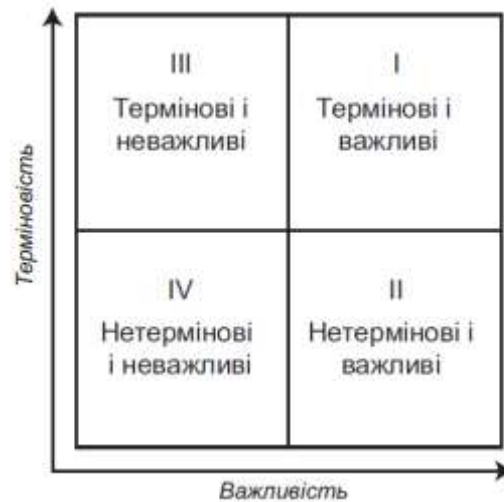 III
Термінові і
неважливі
I
Термінові і
важливі
IV
Нетермінові
і неважливі
II
Нетермінові і
важливі
Терміновість
Важливість